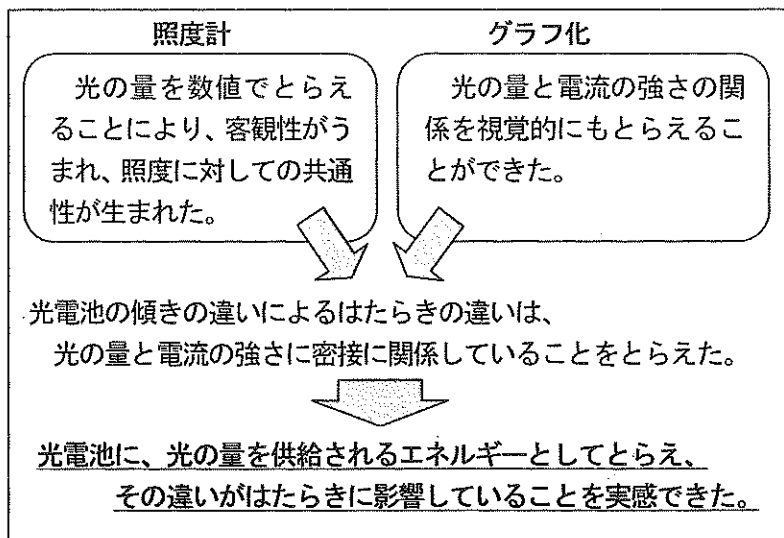 照度計
グラフ化
光の量を数値でとらえ
ることにより、客観性がう
まれ、照度に対しての共通
性が生まれた。
光の量と電流の強さの関
係を視覚的にもとらえるこ
とができた。
光電池の傾きの違いによるはたらきの違いは、
光の量と電流の強さに密接に関係していることをとらえた。
光電池に、光の量を供給されるエネルギーとしてとらえ、
その違いがはたらきに影響していることを実感できた。